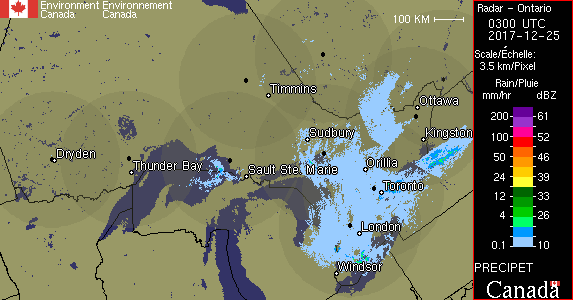 Environment Environnement
Canada Canada
100 KM
Timmins
Ottawa
Sudbury
Kingston
Dryden
Thunder Bay
Sault Ste. Marie
Orillia
Toronto
London
Windsor
Radar - Ontario
0300 UTC
2017-12-25
Scale/Échelle:
3.5 km/Pixel
Rain/Pluie
mm/hr dBZ
200 61
100 52
50 46
24 39
12 33
4 26
0.1 10
PRECIPET
Canada